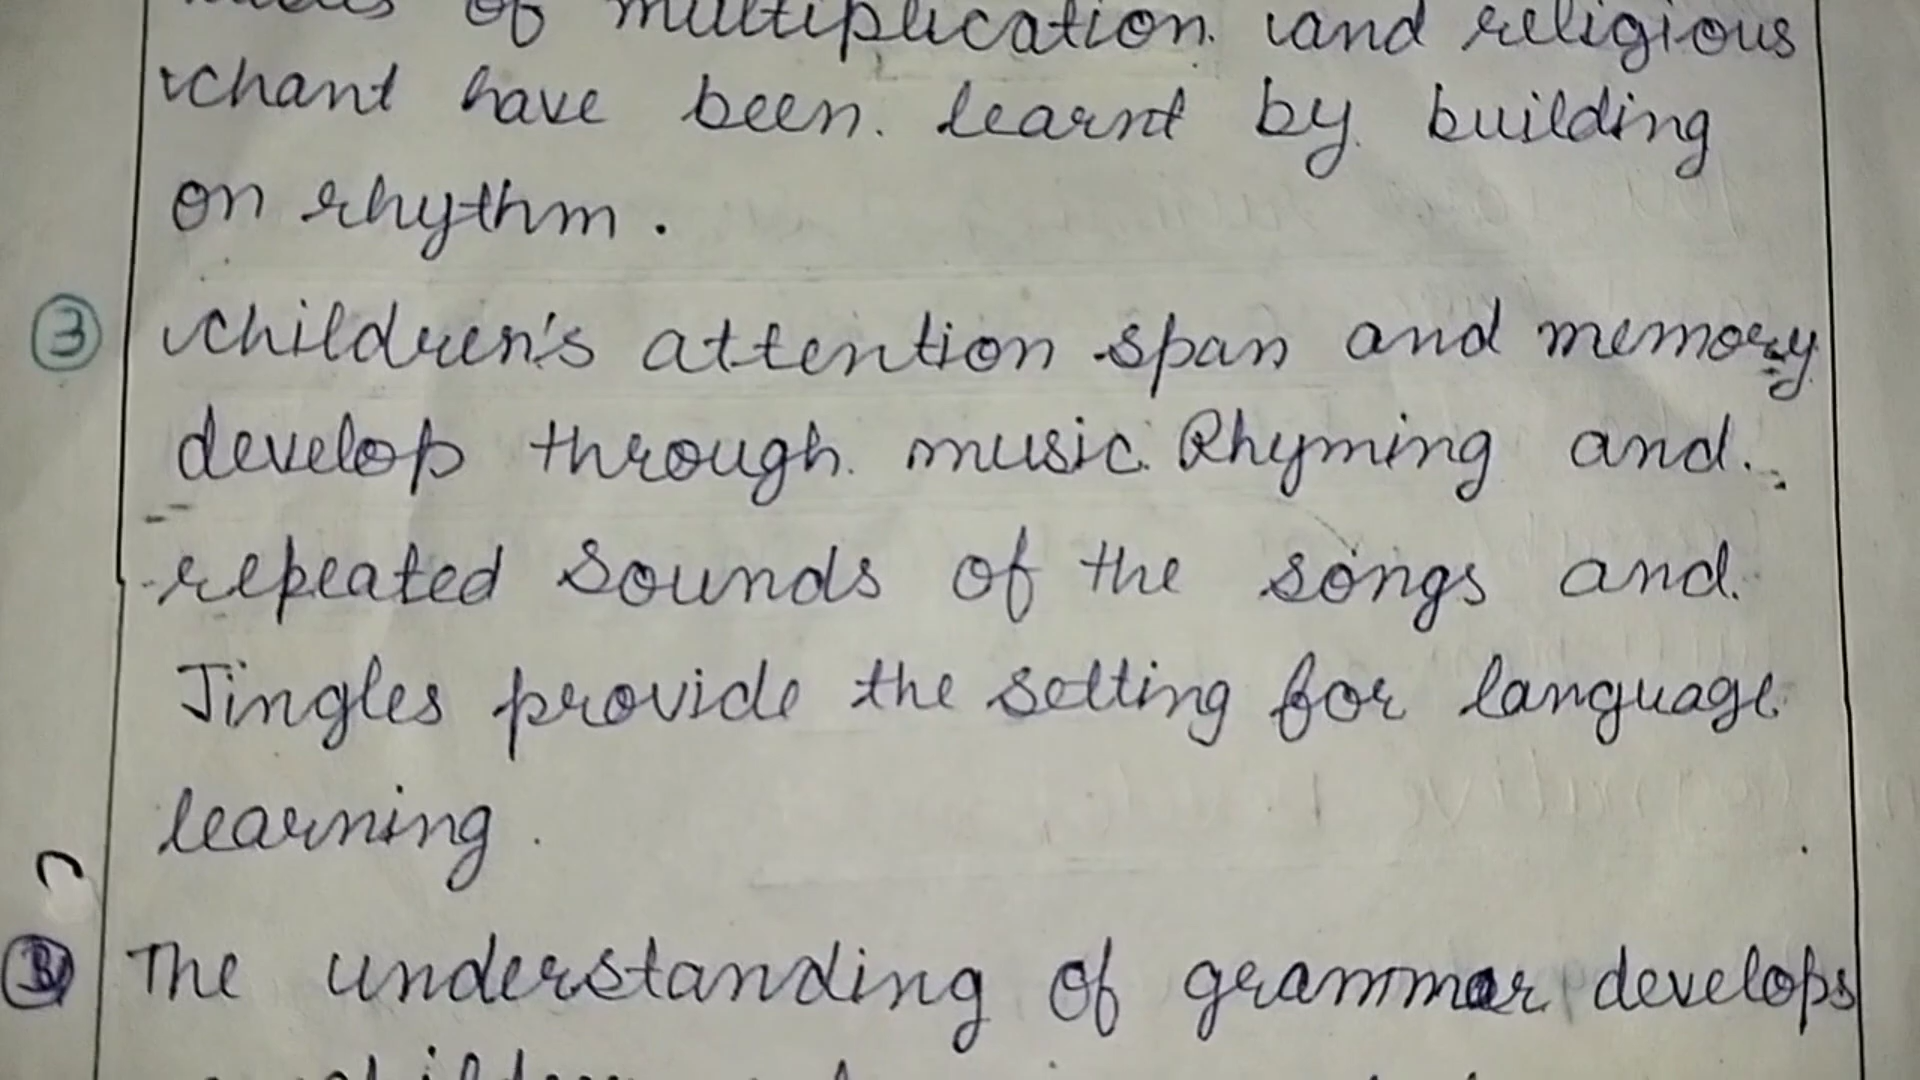 of multiplication. and religious
chant have been. learnt by. building
on rhythm.
3 children's attention span and memory
develop through. music. Rhyming and.
repeated sounds of the songs and.
Jingles provide the setting for language
learning.
The understanding of grammar develops